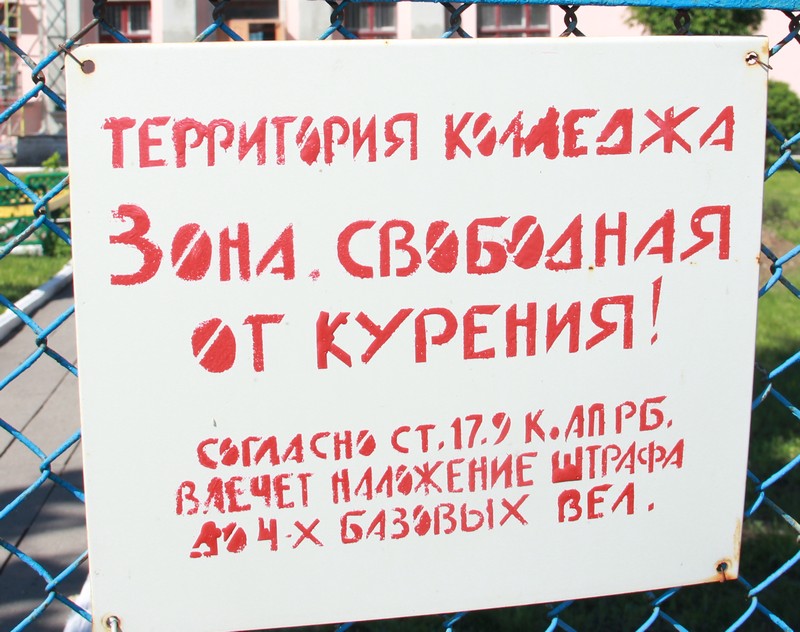 ТЕРРИТОРИЯ КОЛЛЕДЖА
ЗОНА, СВОБОДНАЯ
ОТ КУРЕНИЯ!
СОГЛАСНО СТ. 17.9 К.АП РБ.
ВЛЕЧЕТ НАЛОЖЕНИЕ ШТРАФА
ДО 4-Х БАЗОВЫХ ВЕЛ.